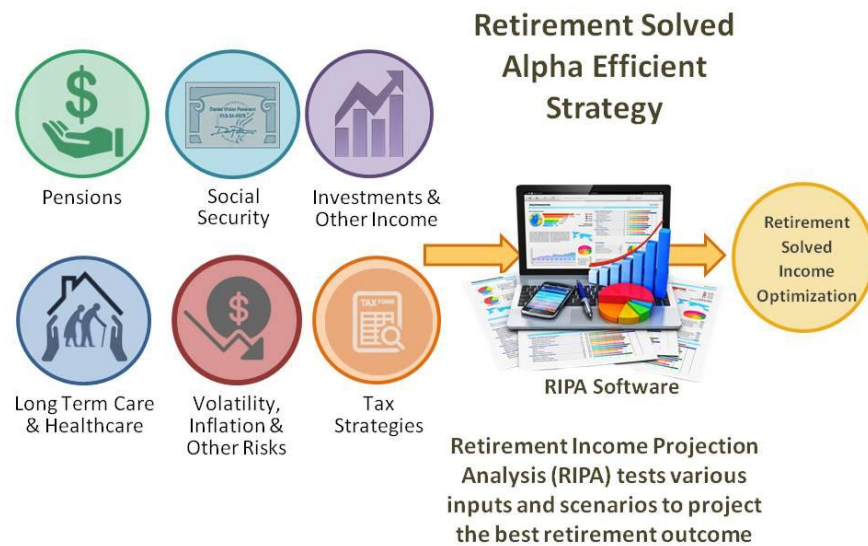 Retirement Solved
Alpha Efficient
Strategy
Pensions
Social
Security
Investments &
Other Income
Long Term Care
& Healthcare
Volatility,
Inflation &
Other Risks
TAX FORM
Tax
Strategies
RIPA Software
Retirement
Solved
Income
Optimization
Retirement Income Projection
Analysis (RIPA) tests various
inputs and scenarios to project
the best retirement outcome